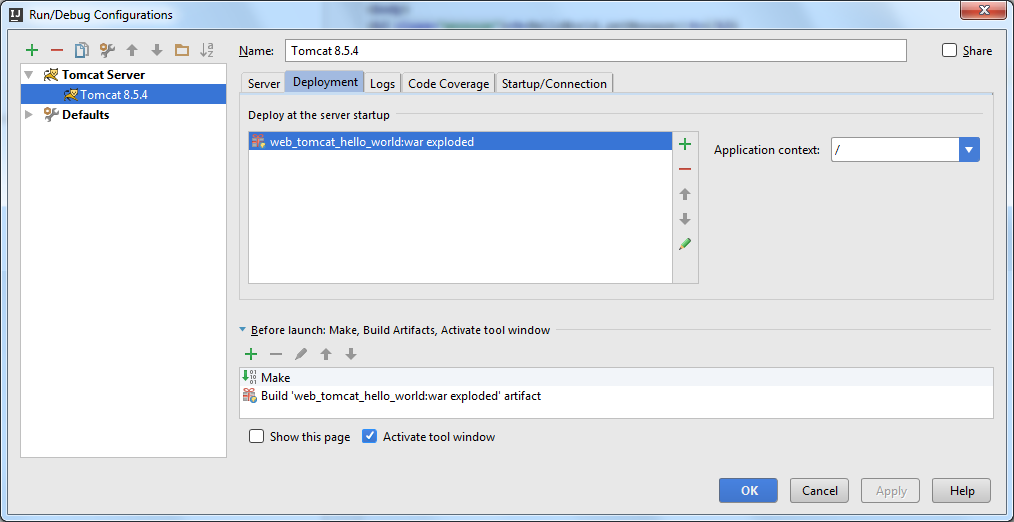 Run/Debug Configurations
Name: Tomcat 8.5.4 Share
Tomcat Server
Tomcat 8.5.4
Defaults
Server Deployment Logs Code Coverage Startup/Connection
Deploy at the server startup
web_tomcat_hello_world:war exploded
Application context: /
Before launch: Make, Build Artifacts, Activate tool window
Make
Build 'web_tomcat_hello_world:war exploded' artifact
Show this page Activate tool window
OK Cancel Apply Help